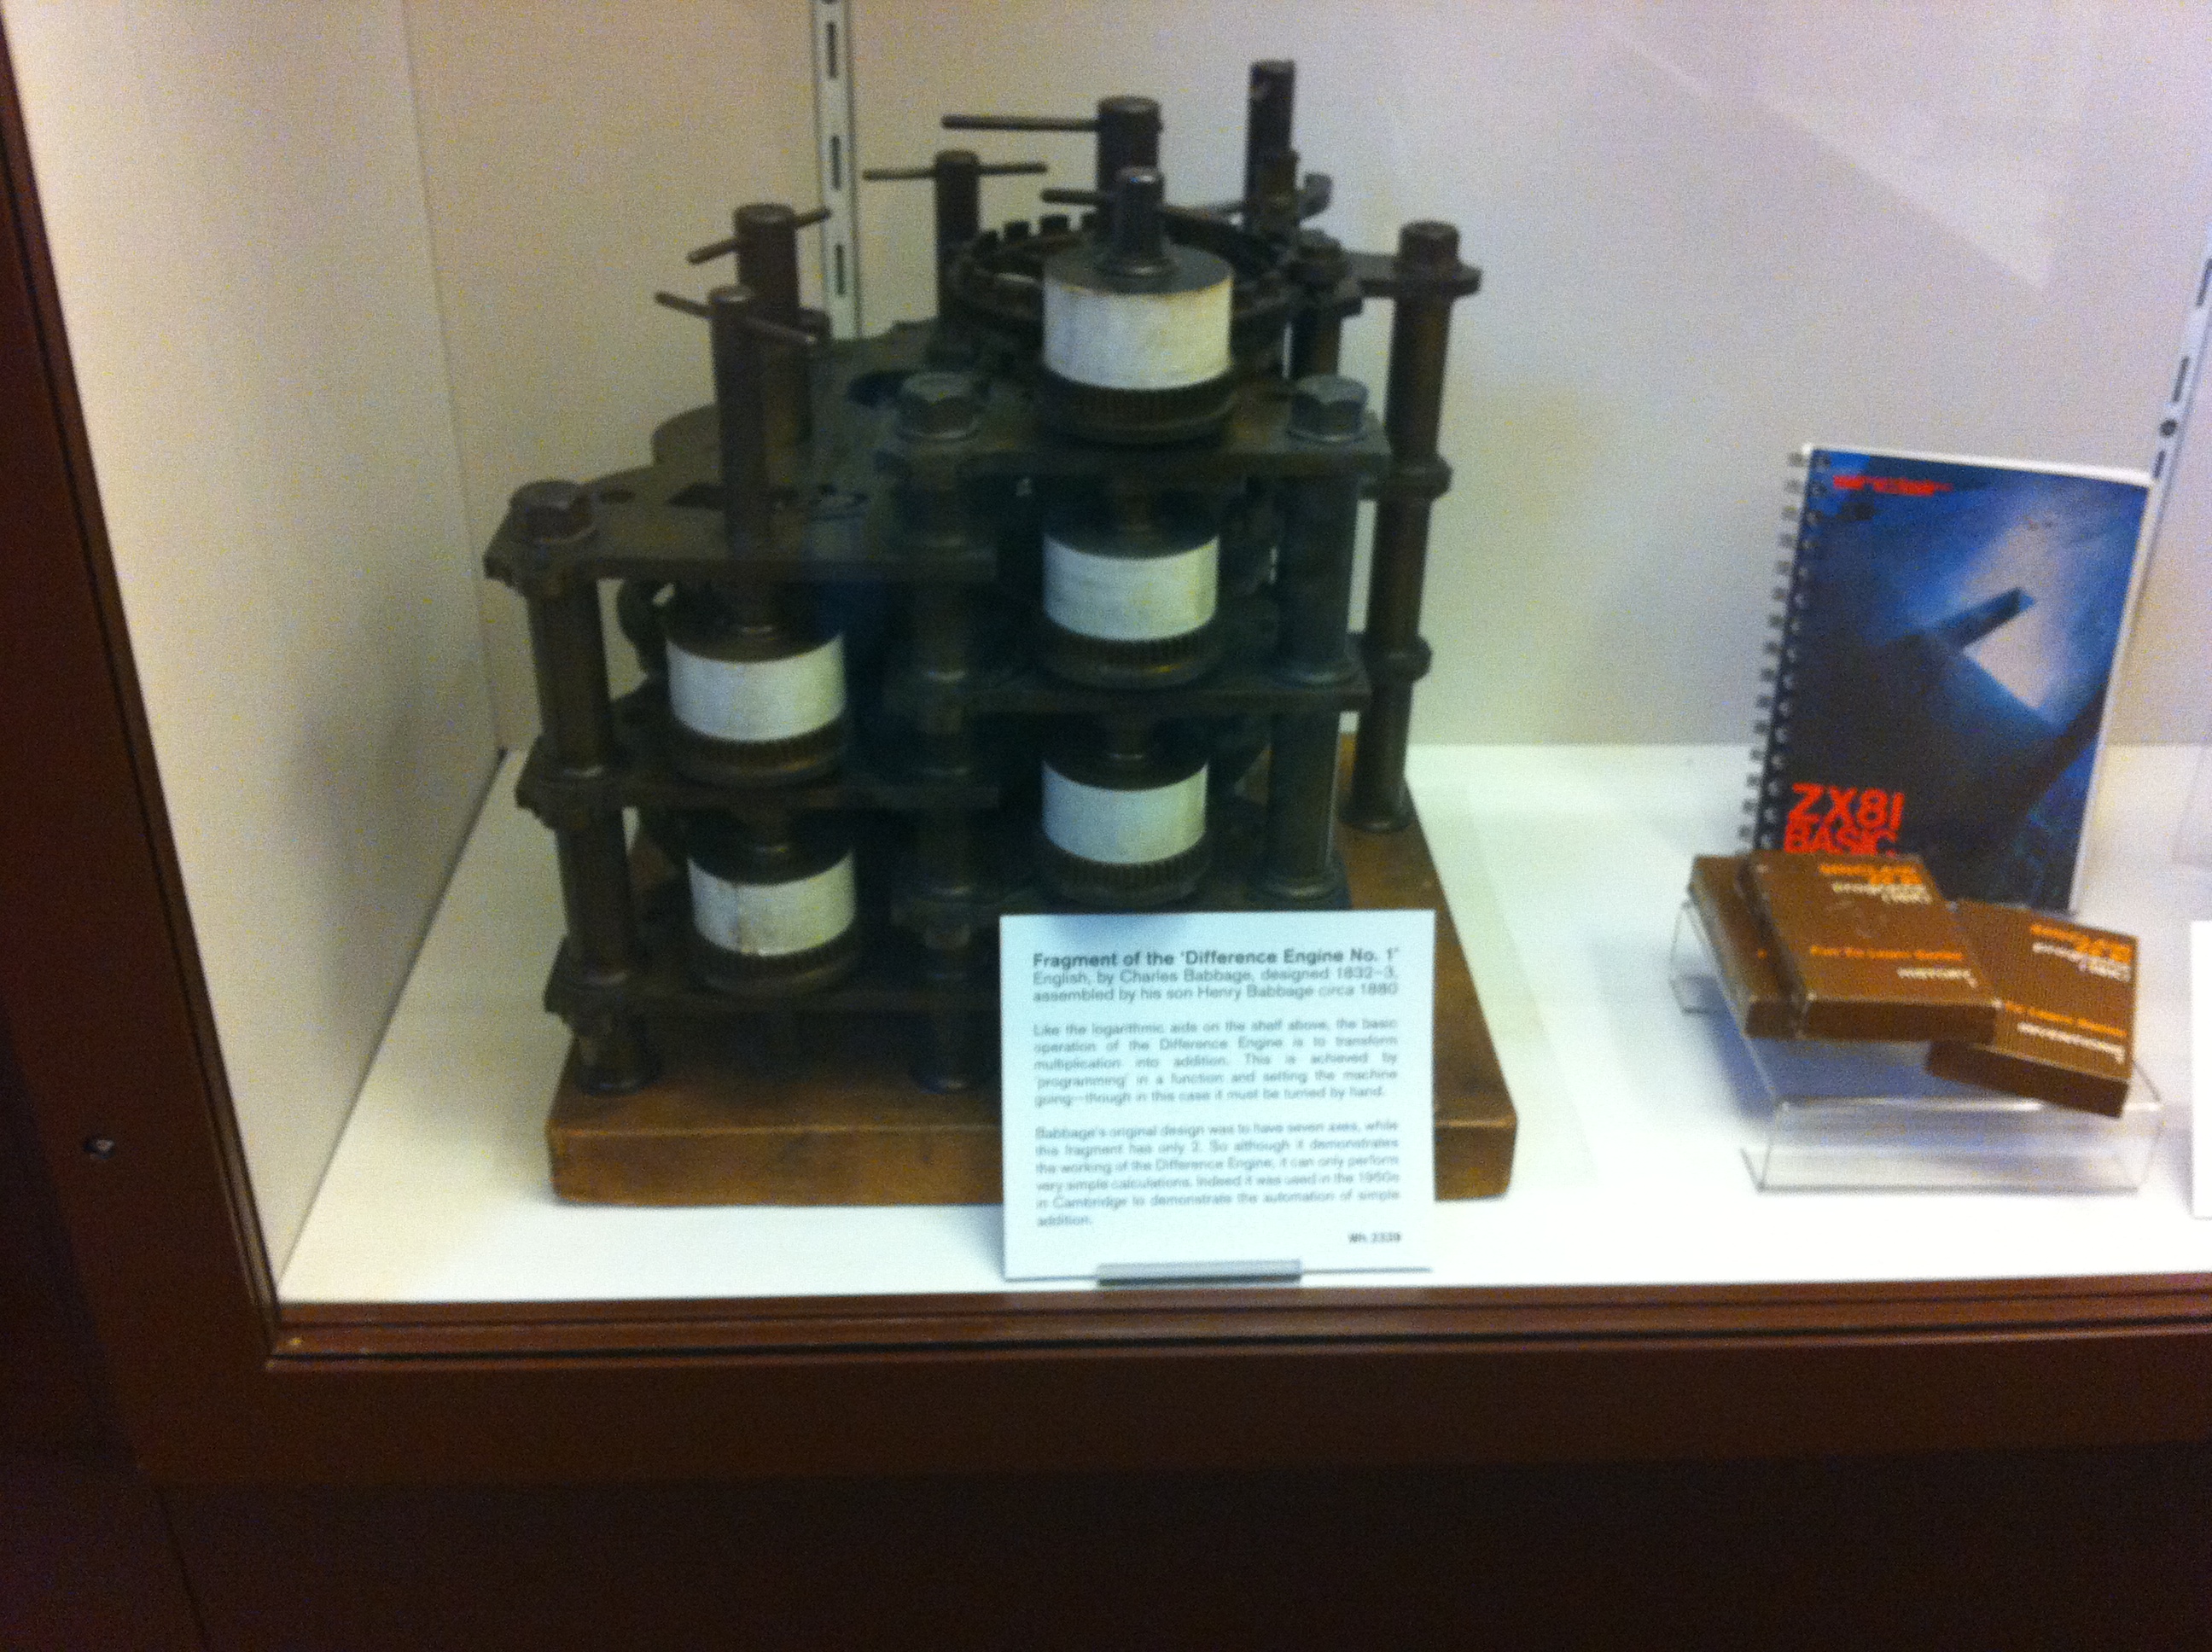 Fragment of the 'Difference Engine No. 1'
English, by Charles Babbage, designed 1832–3,
assembled by his son Henry Babbage circa 1880
Like the logarithmic aids on the shelf above, the basic
operation of the Difference Engine is to transform
multiplication into addition. This is achieved by
'programming' in a function and setting the machine
going—though in this case it must be turned by hand.
Babbage's original design was to have seven axes, while
this fragment has only 2. So although it demonstrates
the working of the Difference Engine, it can only perform
very simple calculations. Indeed it was used in the 1950s
in Cambridge to demonstrate the automation of simple
addition.
Wh.2339
sinclair
ZX81
BASIC